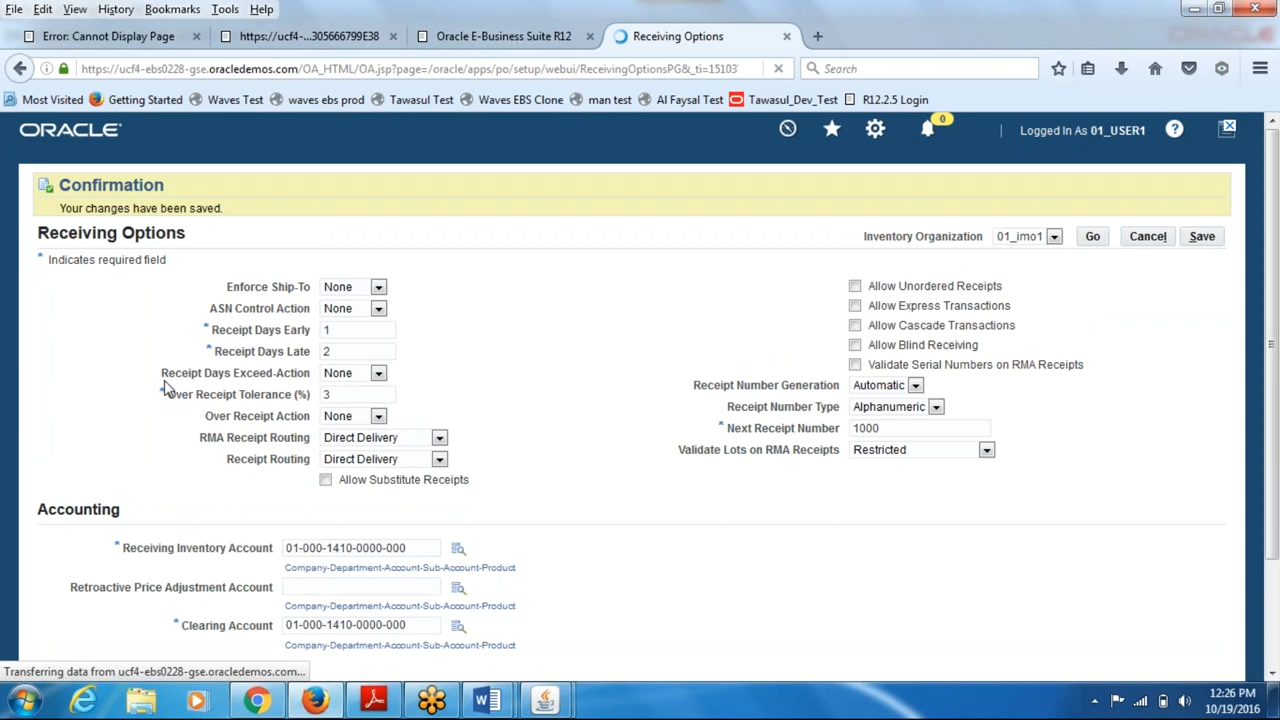 File Edit View History Bookmarks Tools Help
Error: Cannot Display Page
https://ucf4-...305666799E38
Oracle E-Business Suite R12
Receiving Options
https://ucf4-ebs0228-gse.oracledemos.com/OA_HTML/OA.jsp?page=/oracle/apps/po/setup/webui/ReceivingOptionsPG&_ti=15103
Search
Most Visited Getting Started Waves Test waves ebs prod Tawasul Test Waves EBS Clone man test Al Faysal Test Tawasul_Dev_Test R12.2.5 Login
ORACLE
0
Logged In As 01_USER1
Confirmation
Your changes have been saved.
Receiving Options
Inventory Organization 01_imo1 Go Cancel Save
* Indicates required field
Enforce Ship-To None
ASN Control Action None
* Receipt Days Early 1
* Receipt Days Late 2
Receipt Days Exceed-Action None
* Over Receipt Tolerance (%) 3
Over Receipt Action None
RMA Receipt Routing Direct Delivery
Receipt Routing Direct Delivery
Allow Substitute Receipts
Allow Unordered Receipts
Allow Express Transactions
Allow Cascade Transactions
Allow Blind Receiving
Validate Serial Numbers on RMA Receipts
Receipt Number Generation Automatic
Receipt Number Type Alphanumeric
* Next Receipt Number 1000
Validate Lots on RMA Receipts Restricted
Accounting
* Receiving Inventory Account 01-000-1410-0000-000
Company-Department-Account-Sub-Account-Product
Retroactive Price Adjustment Account
Company-Department-Account-Sub-Account-Product
* Clearing Account 01-000-1410-0000-000
Company-Department-Account-Sub-Account-Product
Transferring data from ucf4-ebs0228-gse.oracledemos.com...
12:26 PM
10/19/2016